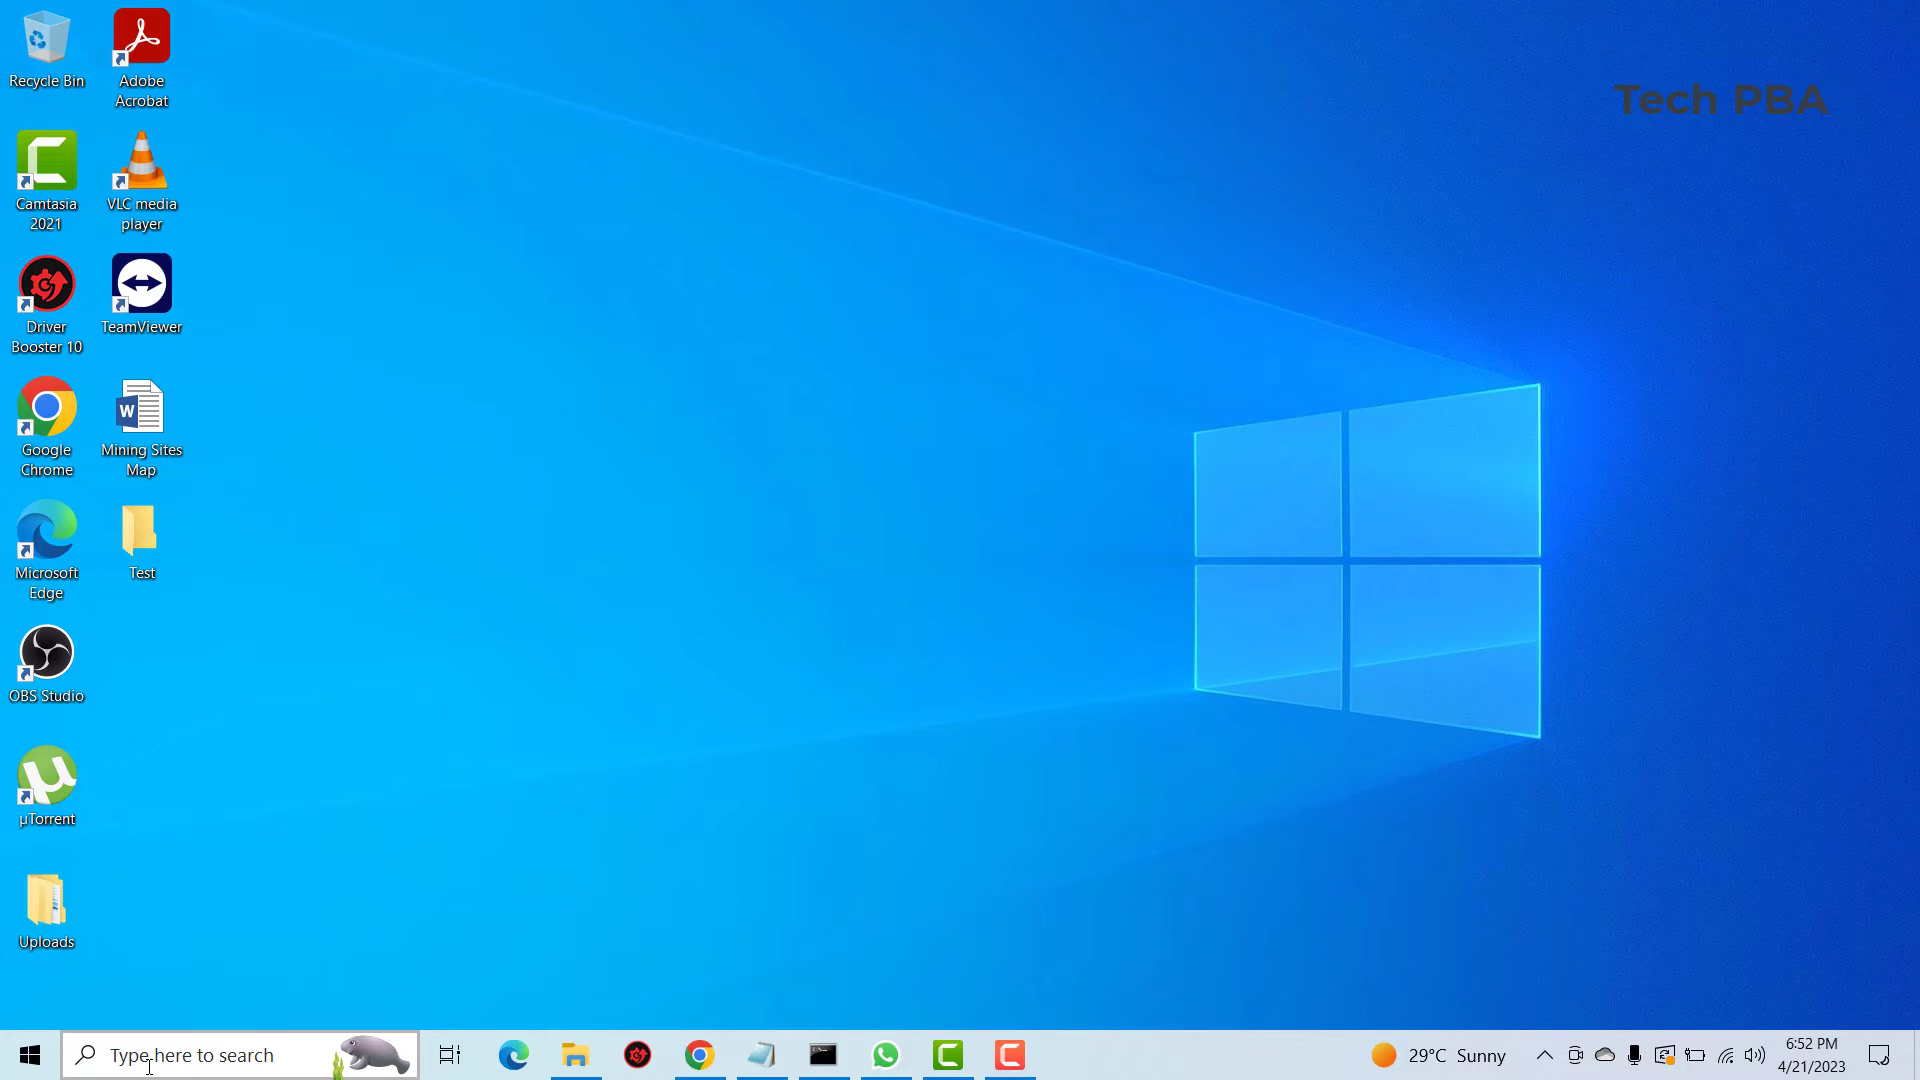 Recycle Bin
Adobe
Acrobat
Tech PBA
Camtasia
2021
VLC media
player
Driver
Booster 10
TeamViewer
Google
Chrome
Mining Sites
Map
Microsoft
Edge
Test
OBS Studio
µTorrent
Uploads
Type here to search
29°C Sunny
6:52 PM
4/21/2023